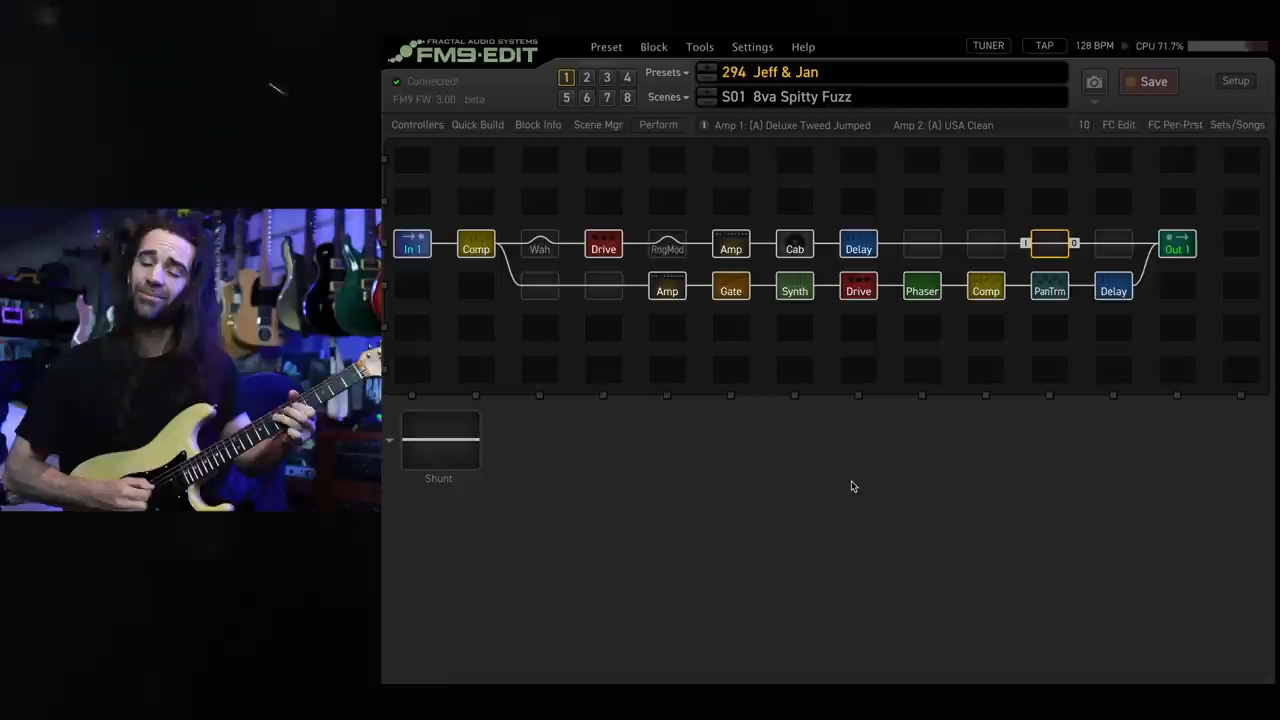 FRACTAL AUDIO SYSTEMS
FM9-EDIT
Preset Block Tools Settings Help
TUNER TAP 128 BPM CPU 71.7%
Connected!
FM9 FW: 3.00 beta
1 2 3 4
5 6 7 8
Presets
294 Jeff & Jan
Scenes
S01 8va Spitty Fuzz
Save
Setup
Controllers Quick Build Block Info Scene Mgr Perform
Amp 1: (A) Deluxe Tweed Jumped Amp 2: (A) USA Clean
10 FC Edit FC Per-Prst Sets/Songs
In 1 Comp Wah Drive RngMod Amp Cab Delay I O Out 1
Amp Gate Synth Drive Phaser Comp PanTrm Delay
Shunt